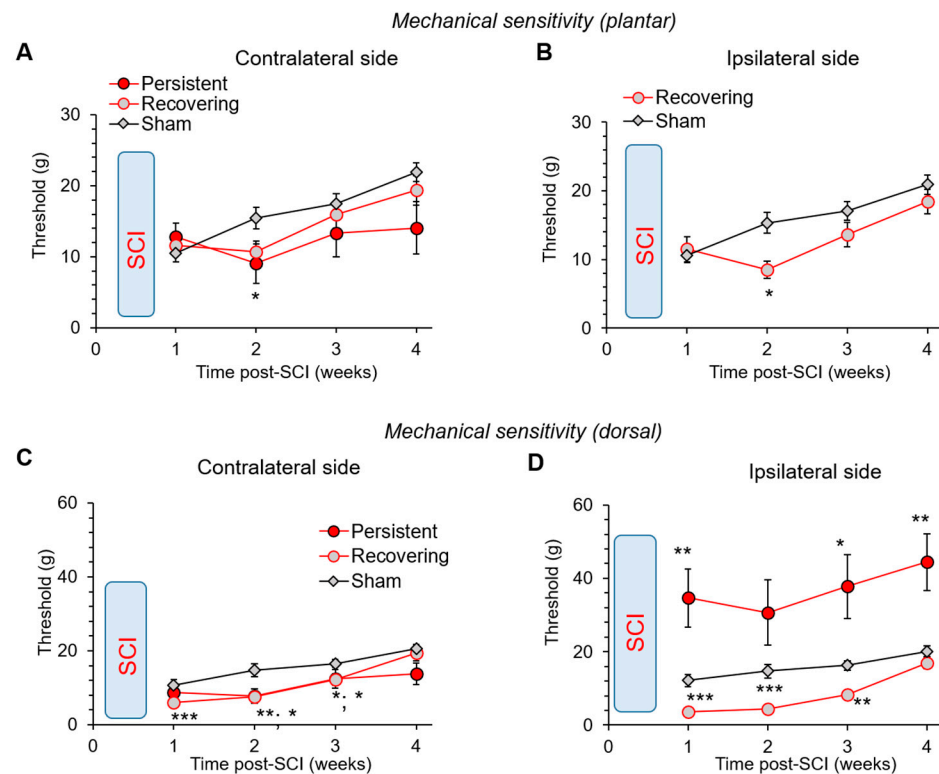 Mechanical sensitivity (plantar)
A
Contralateral side
Persistent
Recovering
Sham
30
20
10
0
Threshold (g)
SCI
*
0 1 2 3 4
Time post-SCI (weeks)
B
Ipsilateral side
Recovering
Sham
30
20
10
0
Threshold (g)
SCI
*
0 1 2 3 4
Time post-SCI (weeks)
Mechanical sensitivity (dorsal)
C
Contralateral side
Persistent
Recovering
Sham
60
40
20
0
Threshold (g)
SCI
*** **; * *; *
0 1 2 3 4
Time post-SCI (weeks)
D
Ipsilateral side
60
40
20
0
Threshold (g)
SCI
** * **
*** *** **
0 1 2 3 4
Time post-SCI (weeks)